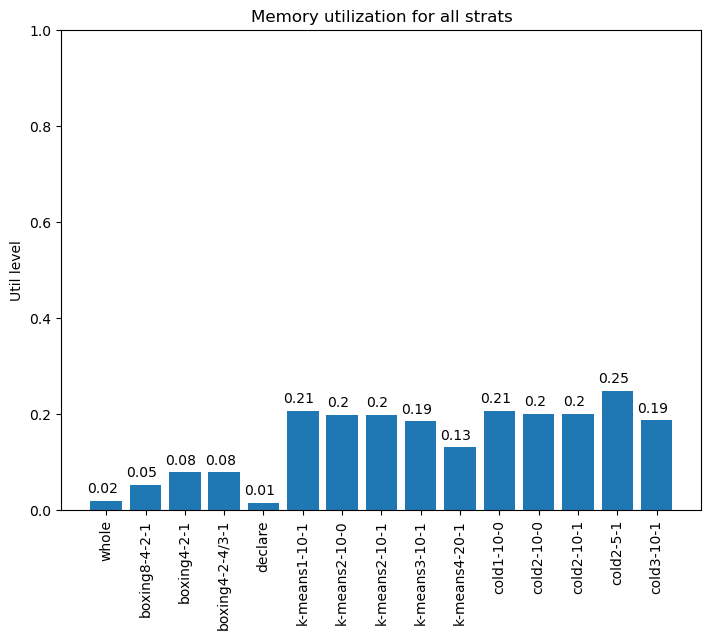 Memory utilization for all strats
1.0
0.8
0.6
0.4
0.2
0.0
Util level
0.02
0.05
0.08
0.08
0.01
0.21
0.2
0.2
0.19
0.13
0.21
0.2
0.2
0.25
0.19
whole
boxing8-4-2-1
boxing4-2-1
boxing4-2-4/3-1
declare
k-means1-10-1
k-means2-10-0
k-means2-10-1
k-means3-10-1
k-means4-20-1
cold1-10-0
cold2-10-0
cold2-10-1
cold2-5-1
cold3-10-1